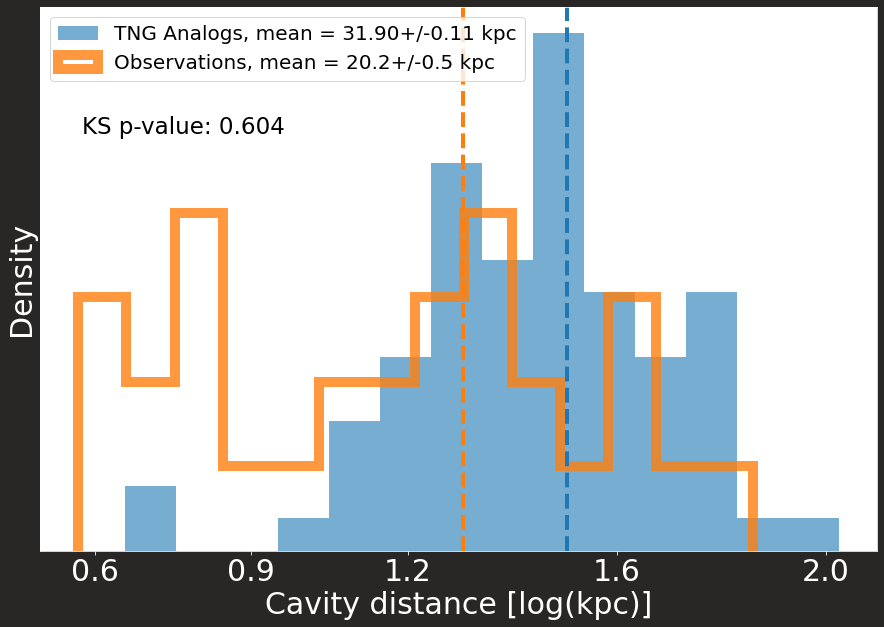 TNG Analogs, mean = 31.90+/-0.11 kpc
Observations, mean = 20.2+/-0.5 kpc
KS p-value: 0.604
Density
0.6 0.9 1.2 1.6 2.0
Cavity distance [log(kpc)]